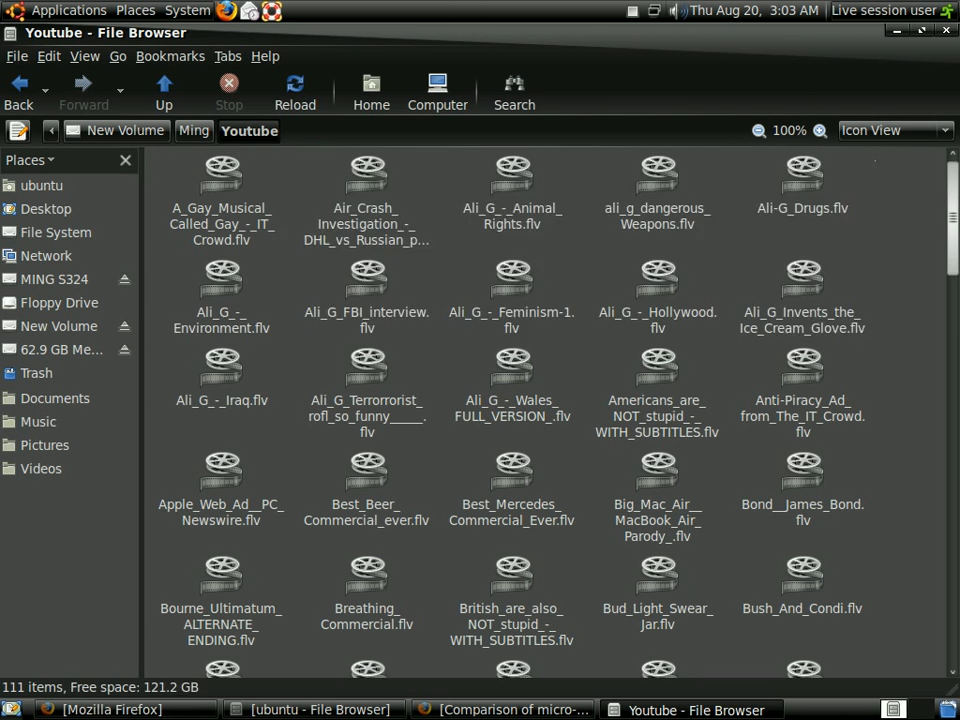 Applications Places System Thu Aug 20, 3:03 AM Live session user
Youtube - File Browser
File Edit View Go Bookmarks Tabs Help
Back Forward Up Stop Reload Home Computer Search
New Volume Ming Youtube 100% Icon View
Places
ubuntu
Desktop
File System
Network
MING S324
Floppy Drive
New Volume
62.9 GB Me...
Trash
Documents
Music
Pictures
Videos
A_Gay_Musical_
Called_Gay_-_IT_
Crowd.flv
Air_Crash_
Investigation_-_
DHL_vs_Russian_p...
Ali_G_-_Animal_
Rights.flv
ali_g_dangerous_
Weapons.flv
Ali-G_Drugs.flv
Ali_G_-_
Environment.flv
Ali_G_FBI_interview.
flv
Ali_G_-_Feminism-1.
flv
Ali_G_-_Hollywood.
flv
Ali_G_Invents_the_
Ice_Cream_Glove.flv
Ali_G_-_Iraq.flv
Ali_G_Terrorrorist_
rofl_so_funny_____.
flv
Ali_G_-_Wales_
FULL_VERSION_.flv
Americans_are_
NOT_stupid_-_
WITH_SUBTITLES.flv
Anti-Piracy_Ad_
from_The_IT_Crowd.
flv
Apple_Web_Ad__PC_
Newswire.flv
Best_Beer_
Commercial_ever.flv
Best_Mercedes_
Commercial_Ever.flv
Big_Mac_Air__
MacBook_Air_
Parody_.flv
Bond__James_Bond.
flv
Bourne_Ultimatum_
ALTERNATE_
ENDING.flv
Breathing_
Commercial.flv
British_are_also_
NOT_stupid_-_
WITH_SUBTITLES.flv
Bud_Light_Swear_
Jar.flv
Bush_And_Condi.flv
111 items, Free space: 121.2 GB
[Mozilla Firefox] [ubuntu - File Browser] [Comparison of micro-... Youtube - File Browser